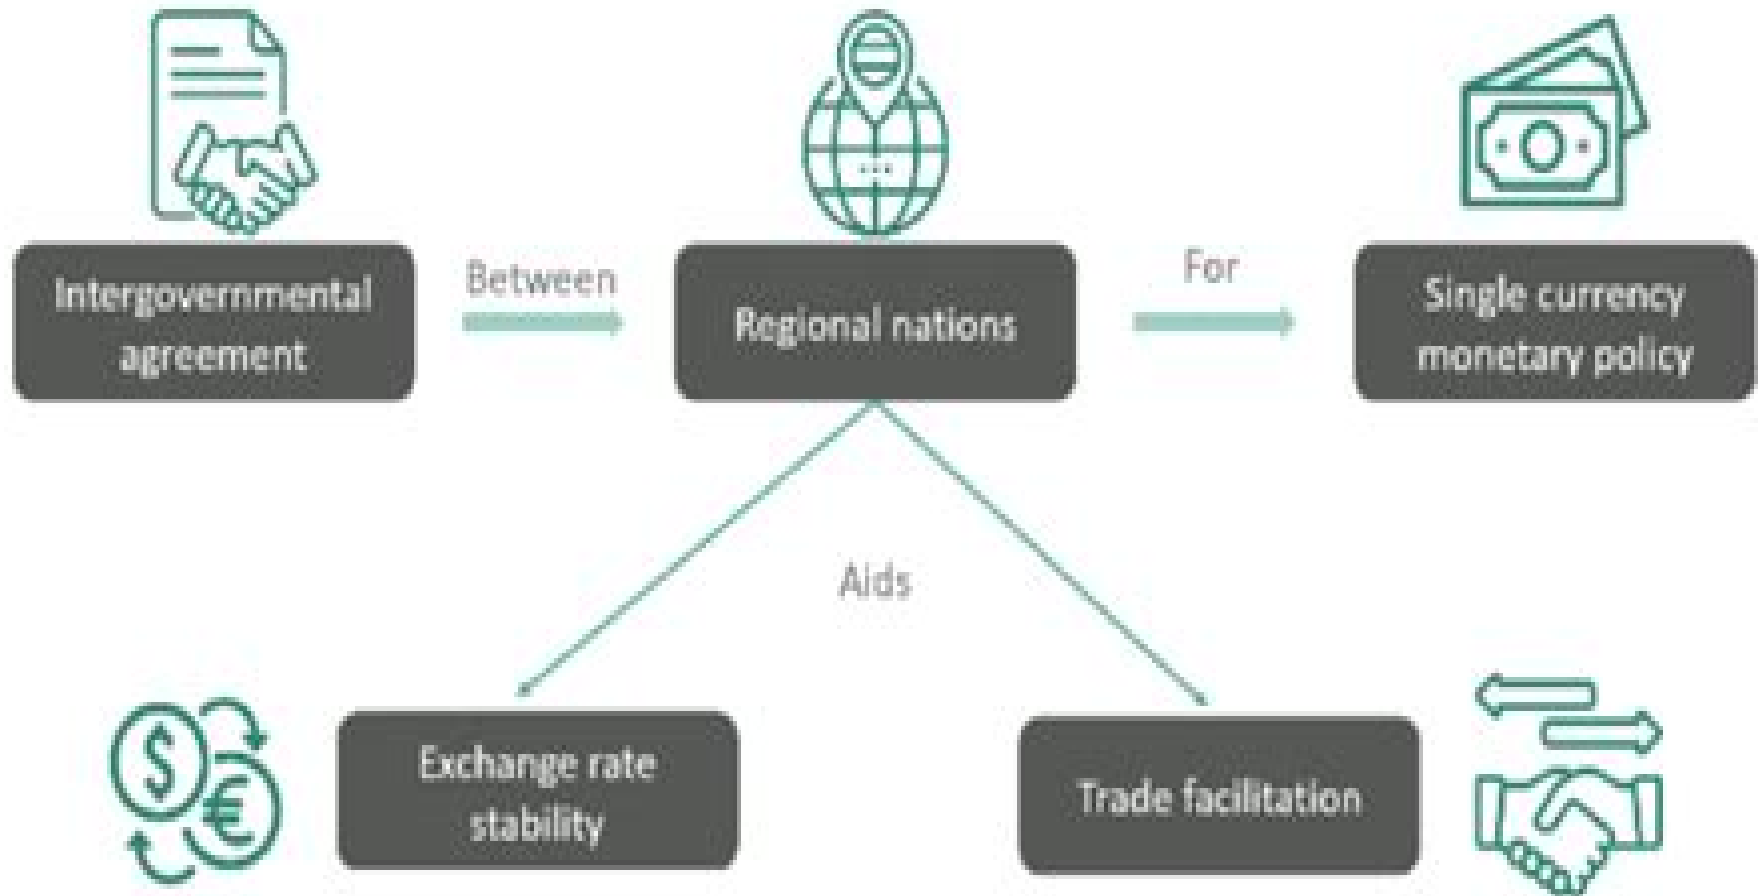 Intergovernmental
agreement
Between
Regional nations
For
Single currency
monetary policy
Aids
Exchange rate
stability
Trade facilitation